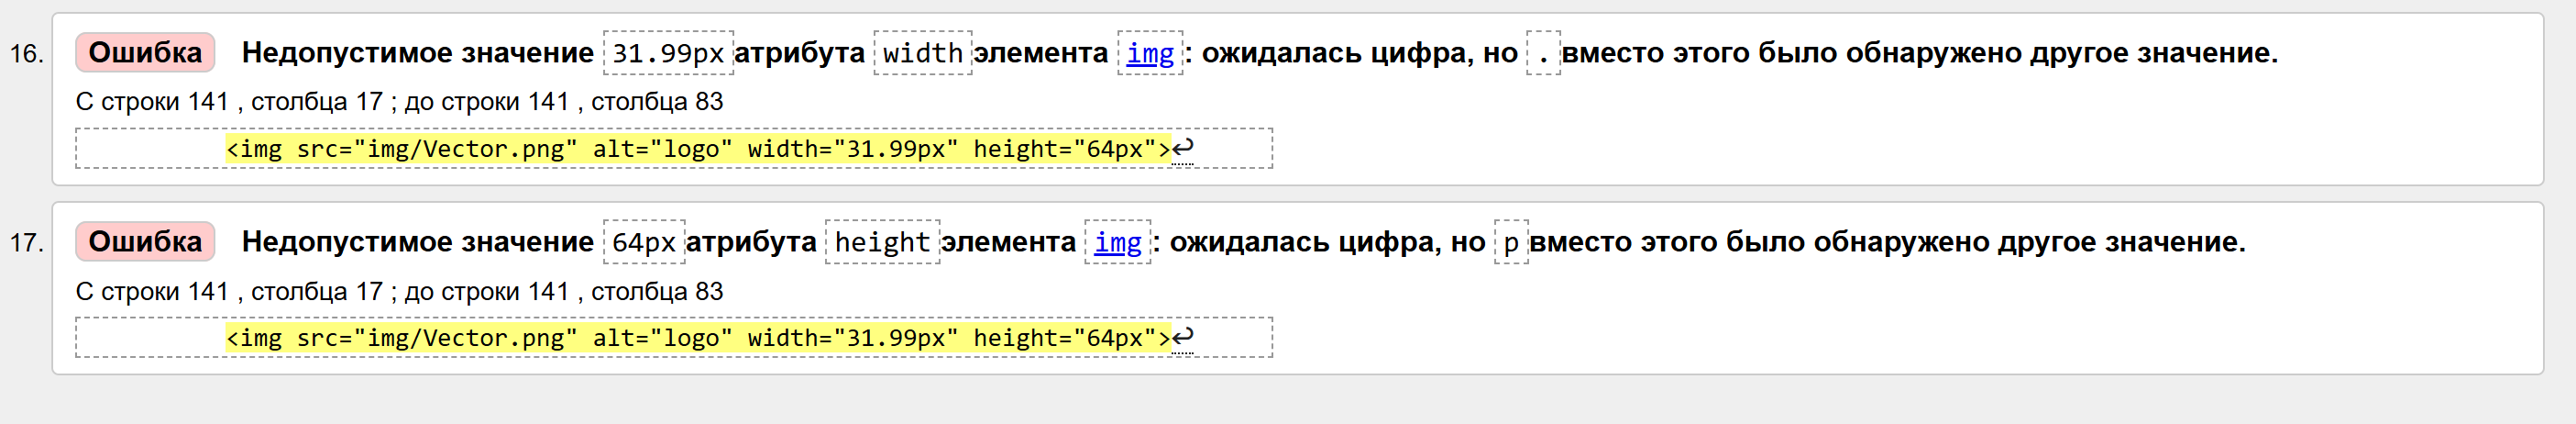 16. Ошибка Недопустимое значение 31.99px атрибута width элемента img: ожидалась цифра, но . вместо этого было обнаружено другое значение.
С строки 141 , столбца 17 ; до строки 141 , столбца 83
<img src="img/Vector.png" alt="logo" width="31.99px" height="64px">↩
17. Ошибка Недопустимое значение 64px атрибута height элемента img: ожидалась цифра, но p вместо этого было обнаружено другое значение.
С строки 141 , столбца 17 ; до строки 141 , столбца 83
<img src="img/Vector.png" alt="logo" width="31.99px" height="64px">↩